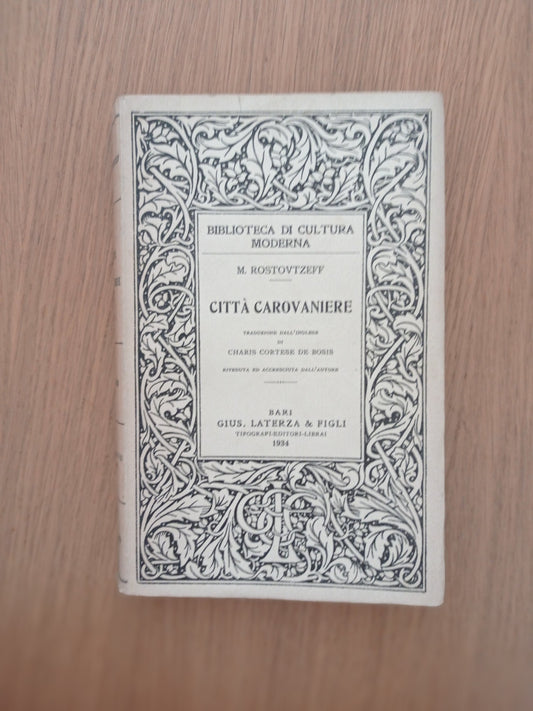 BIBLIOTECA DI CULTURA
MODERNA
M. ROSTOVTZEFF
CITTÀ CAROVANIERE
TRADUZIONE DALL'INGLESE
DI
CHARIS CORTESE DE BOSIS
RIVEDUTA ED ACCRESCIUTA DALL'AUTORE
BARI
GIUS. LATERZA & FIGLI
TIPOGRAFI-EDITORI-LIBRAI
1934